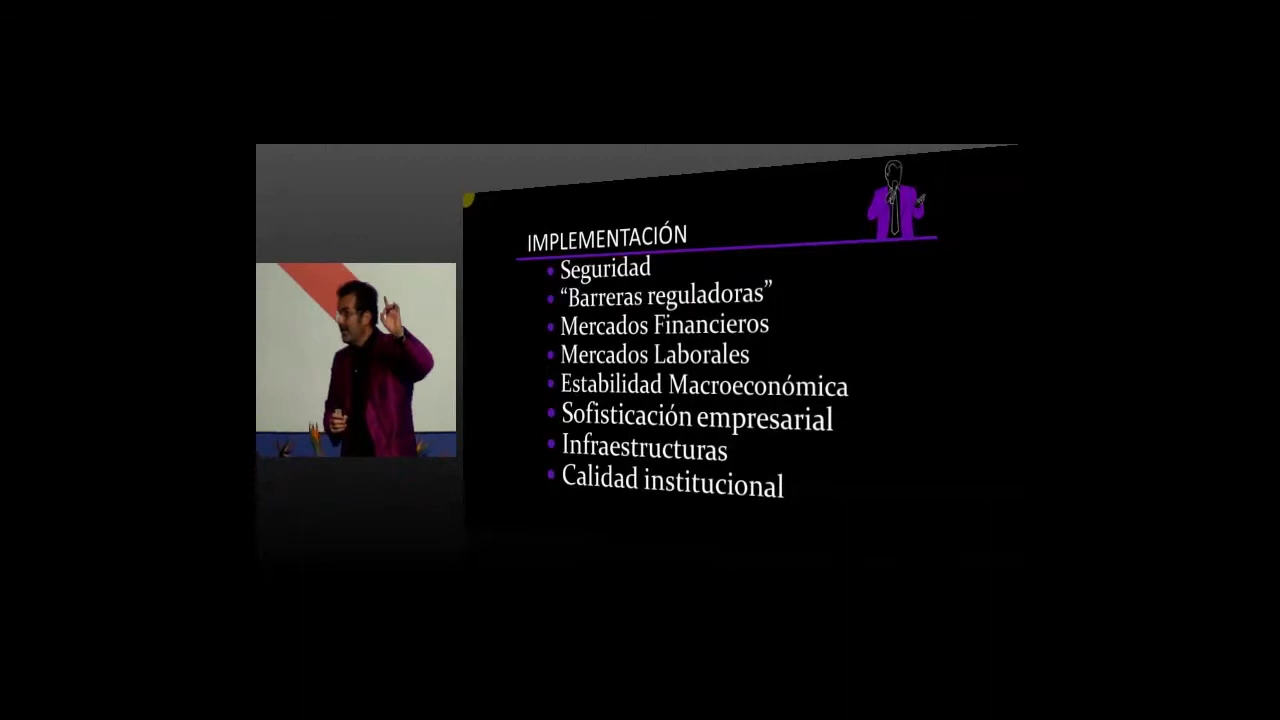 IMPLEMENTACIÓN
• Seguridad
• “Barreras reguladoras”
• Mercados Financieros
• Mercados Laborales
• Estabilidad Macroeconómica
• Sofisticación empresarial
• Infraestructuras
• Calidad institucional